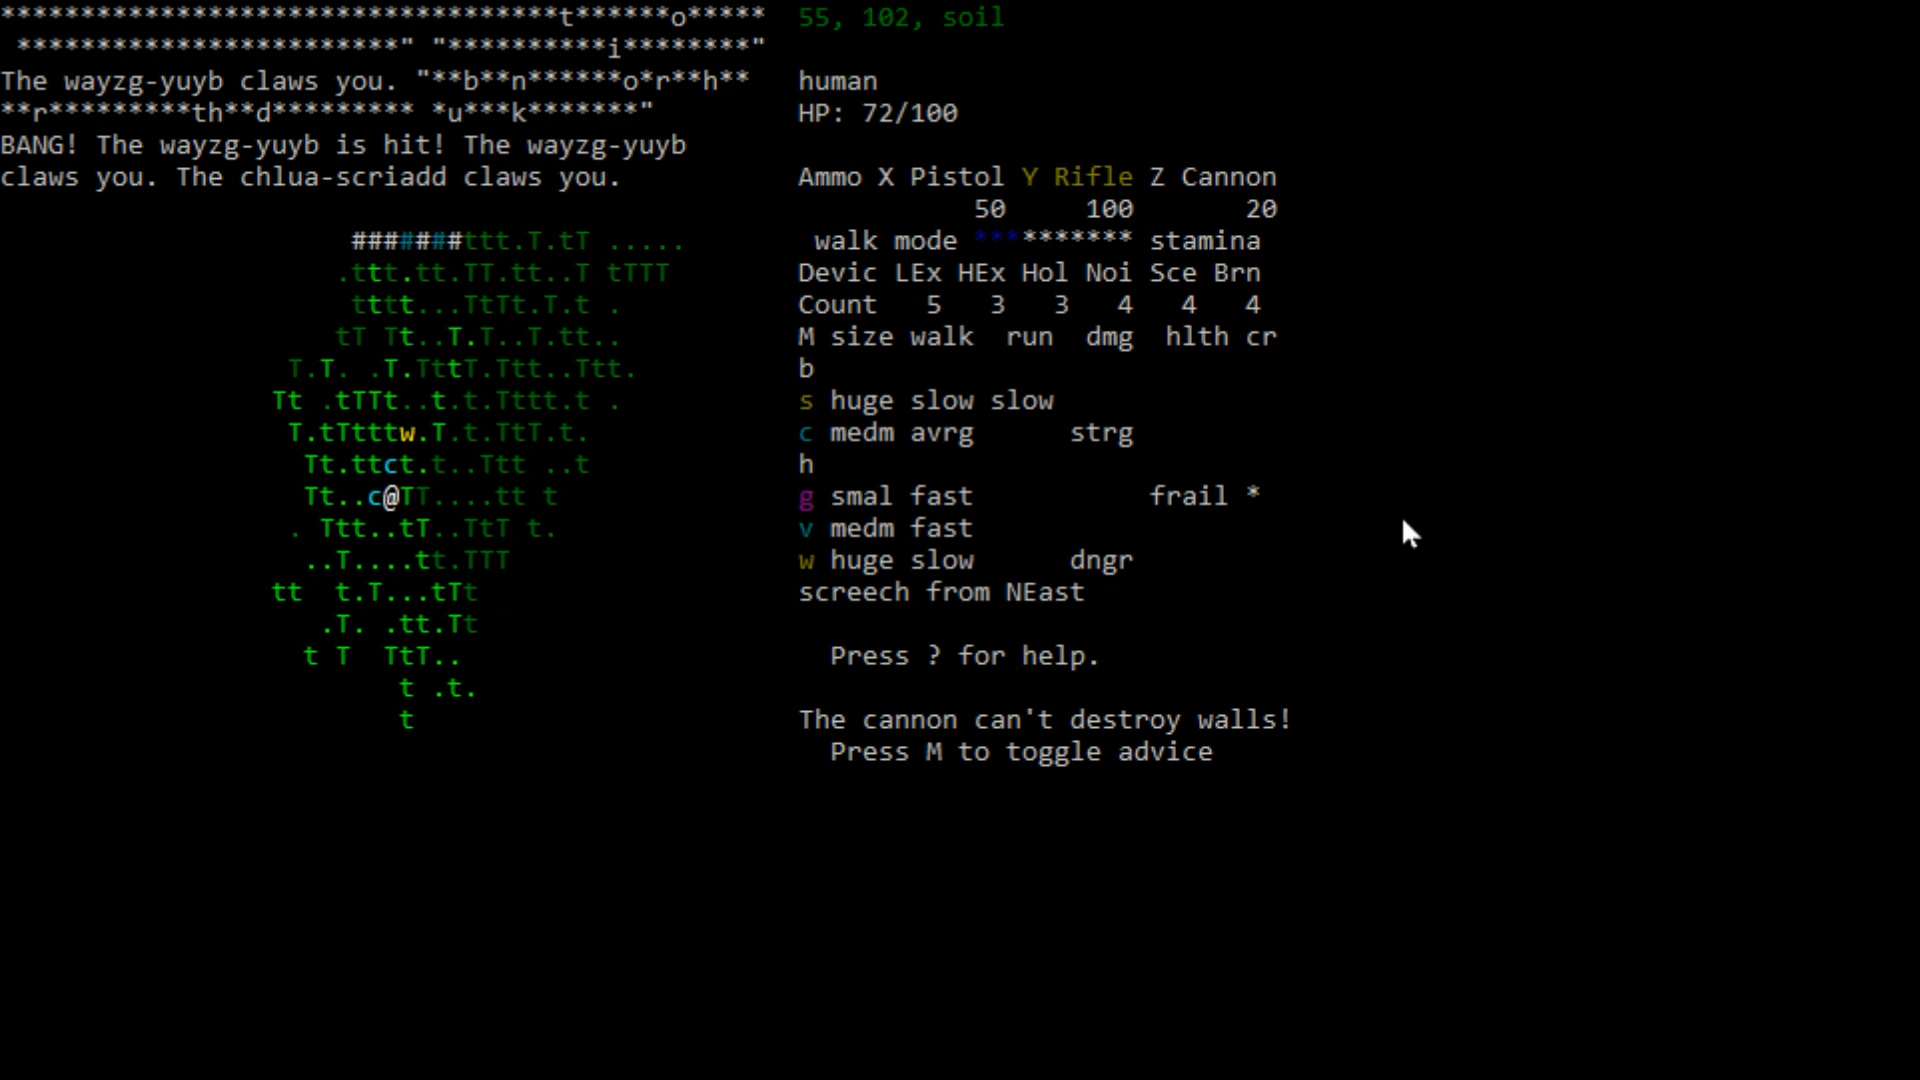 ***********************************t******o*****
 ************************" "**********i********"
The wayzg-yuyb claws you. "**b**n******o*r**h**
**r*********th**d********* *u***k*******"
BANG! The wayzg-yuyb is hit! The wayzg-yuyb
claws you. The chlua-scriadd claws you.
#######ttt.T.tT .....
.ttt.tt.TT.tt..T tTTT
tttt...TtTt.T.t .
tT Tt..T.T..T.tt..
T.T. .T.TttT.Ttt..Ttt.
Tt .tTTt..t.t.Tttt.t .
T.tTtttw.T.t.TtT.t.
Tt.ttct.t..Ttt ..t
Tt..c@TT....tt t
. Ttt..tT..TtT t.
..T....tt.TTT
tt  t.T...tTt
.T. .tt.Tt
t T  TtT..
t .t.
t
55, 102, soil
human
HP: 72/100
Ammo X Pistol Y Rifle Z Cannon
50 100 20
walk mode ********** stamina
Devic LEx HEx Hol Noi Sce Brn
Count 5 3 3 4 4 4
M size walk run dmg hlth cr
b
s huge slow slow
c medm avrg strg
h
g smal fast frail *
v medm fast
w huge slow dngr
screech from NEast
Press ? for help.
The cannon can't destroy walls!
Press M to toggle advice